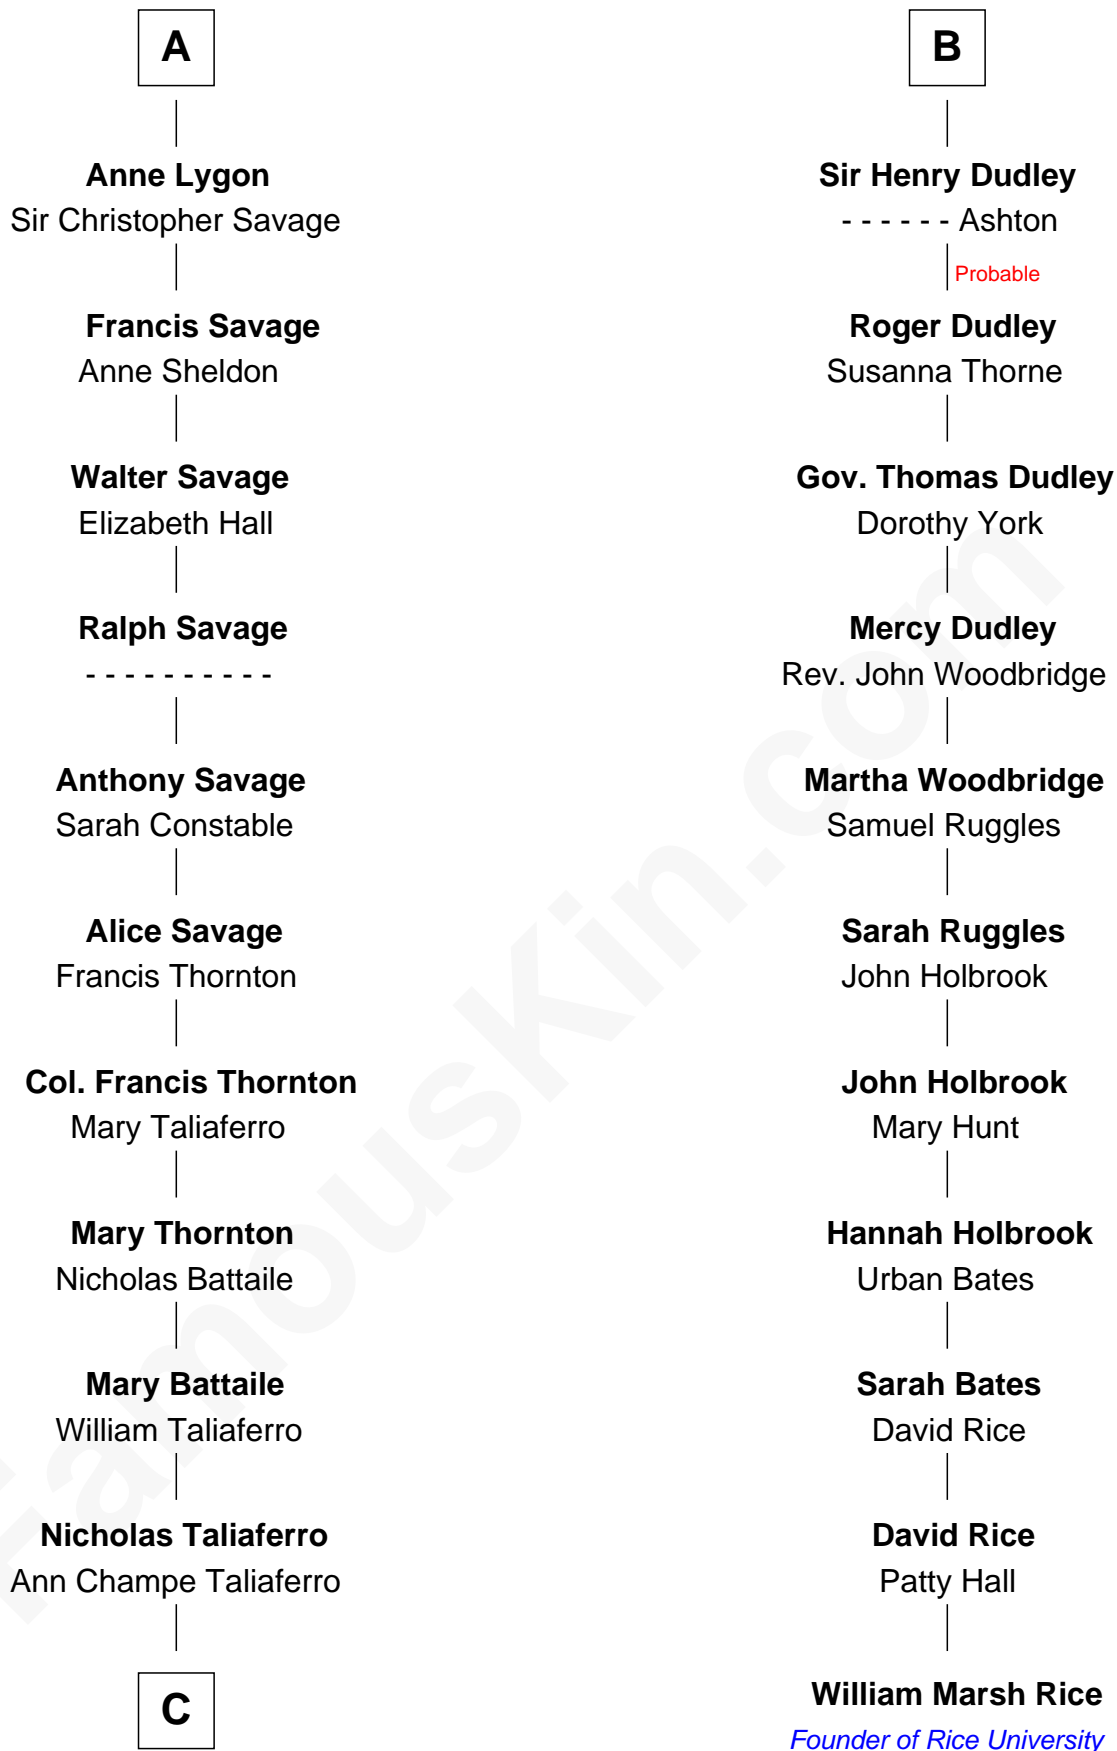 A
Anne Lygon
Sir Christopher Savage
Francis Savage
Anne Sheldon
Walter Savage
Elizabeth Hall
Ralph Savage
- - - - - - - - - -
Anthony Savage
Sarah Constable
Alice Savage
Francis Thornton
Col. Francis Thornton
Mary Taliaferro
Mary Thornton
Nicholas Battaile
Mary Battaile
William Taliaferro
Nicholas Taliaferro
Ann Champe Taliaferro
C
B
Sir Henry Dudley
- - - - - - Ashton
Probable
Roger Dudley
Susanna Thorne
Gov. Thomas Dudley
Dorothy York
Mercy Dudley
Rev. John Woodbridge
Martha Woodbridge
Samuel Ruggles
Sarah Ruggles
John Holbrook
John Holbrook
Mary Hunt
Hannah Holbrook
Urban Bates
Sarah Bates
David Rice
David Rice
Patty Hall
William Marsh Rice
Founder of Rice University
FamousKin.com